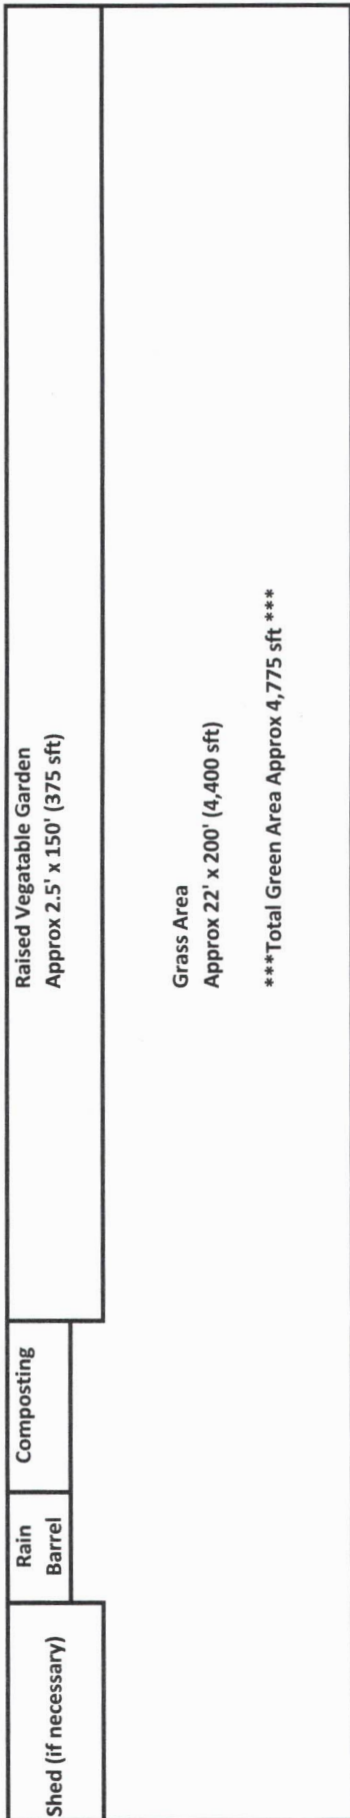 Shed (if necessary)
Rain
Barrel
Composting
Raised Vegatable Garden
Approx 2.5' x 150' (375 sft)
Grass Area
Approx 22' x 200' (4,400 sft)
***Total Green Area Approx 4,775 sft ***